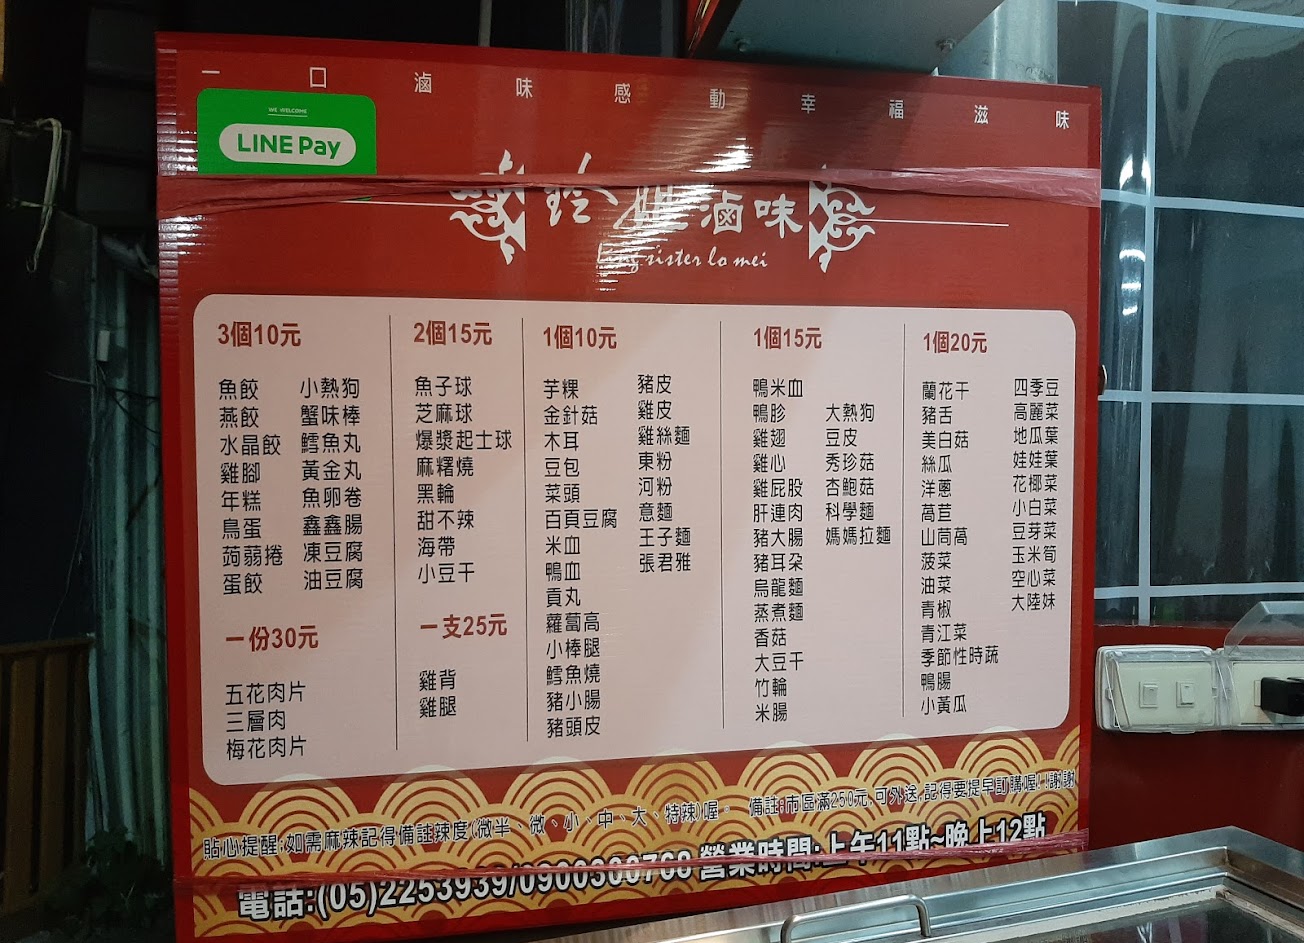 一口滷味感動幸福滋味
WE WELCOME
LINE Pay
鈴姐滷味
Ling sister lo mei
3個10元
魚餃 小熱狗
燕餃 蟹味棒
水晶餃 鱈魚丸
雞腳 黃金丸
年糕 魚卵卷
鳥蛋 鑫鑫腸
蒟蒻捲 凍豆腐
蛋餃 油豆腐
一份30元
五花肉片
三層肉
梅花肉片
2個15元
魚子球
芝麻球
爆漿起士球
麻糬燒
黑輪
甜不辣
海帶
小豆干
一支25元
雞背
雞腿
1個10元
芋粿
金針菇
木耳
豆包
菜頭
百頁豆腐
米血
鴨血
貢丸
蘿蔔高
小棒腿
鱈魚燒
豬小腸
豬頭皮
豬皮
雞皮
雞絲麵
東粉
河粉
意麵
王子麵
張君雅
1個15元
鴨米血
鴨胗
雞翅
雞心
雞屁股
肝連肉
豬大腸
豬耳朵
烏龍麵
蒸煮麵
香菇
大豆干
竹輪
米腸
大熱狗
豆皮
秀珍菇
杏鮑菇
科學麵
媽媽拉麵
1個20元
蘭花干
豬舌
美白菇
絲瓜
洋蔥
萵苣
山茼萵
菠菜
油菜
青椒
青江菜
季節性時蔬
鴨腸
小黃瓜
四季豆
高麗菜
地瓜葉
娃娃葉
花椰菜
小白菜
豆芽菜
玉米筍
空心菜
大陸妹
貼心提醒:如需麻辣記得備註辣度(微半、微、小、中、大、特辣)喔。 備註:市區滿250元,可外送,記得要提早訂購喔!!謝謝
電話:(05)2253939/0900300768 營業時間:上午11點~晚上12點